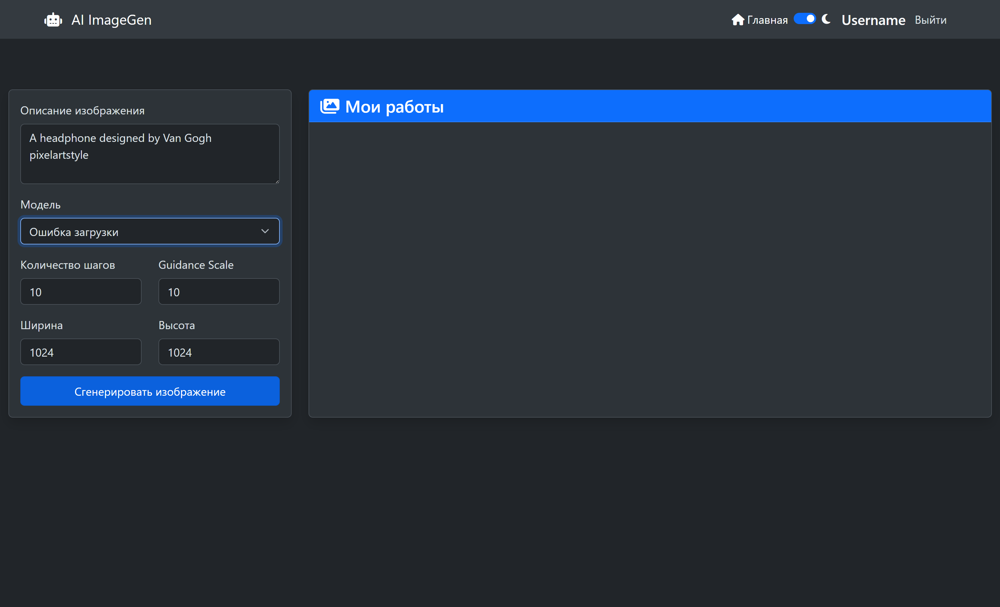 AI ImageGen
Главная
Username
Выйти
Описание изображения
A headphone designed by Van Gogh
pixelartstyle
Модель
Ошибка загрузки
Количество шагов
Guidance Scale
10
10
Ширина
Высота
1024
1024
Сгенерировать изображение
Мои работы